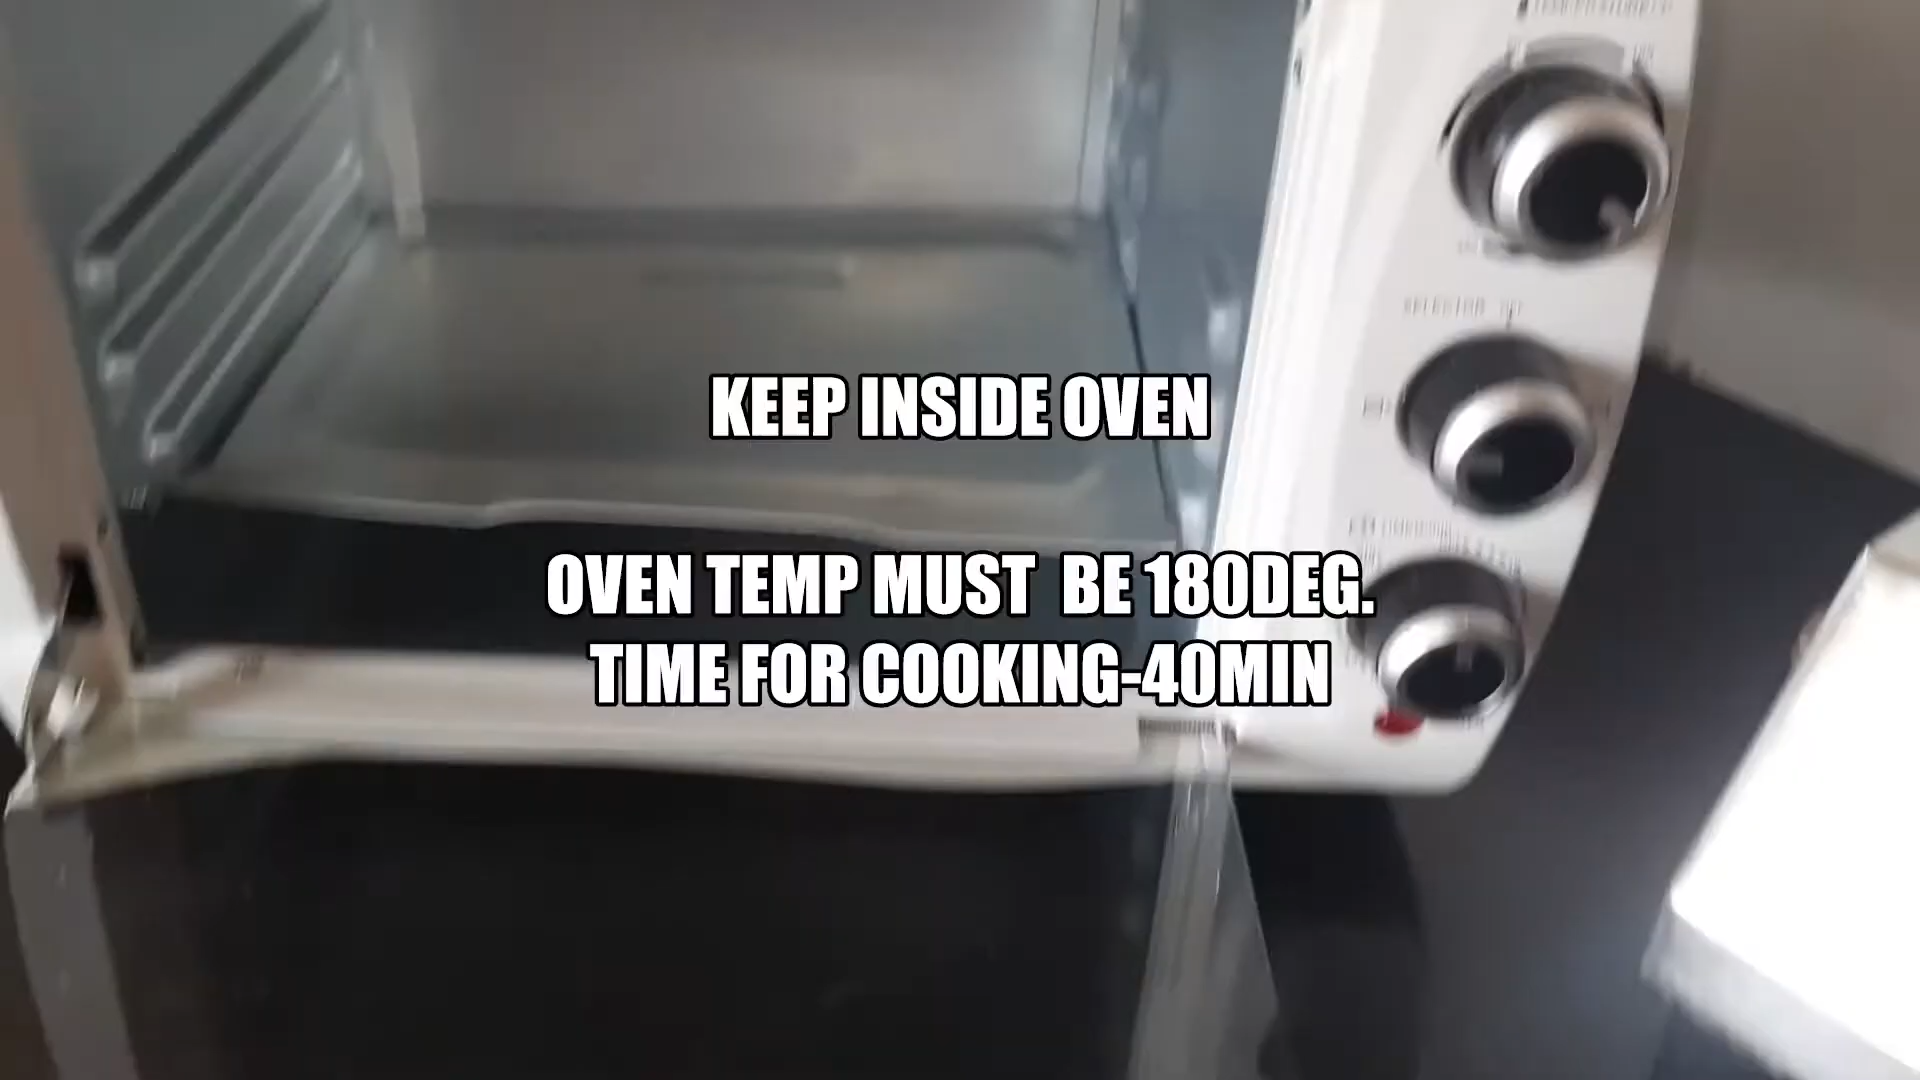 KEEP INSIDE OVEN
OVEN TEMP MUST BE 180DEG.
TIME FOR COOKING-40MIN